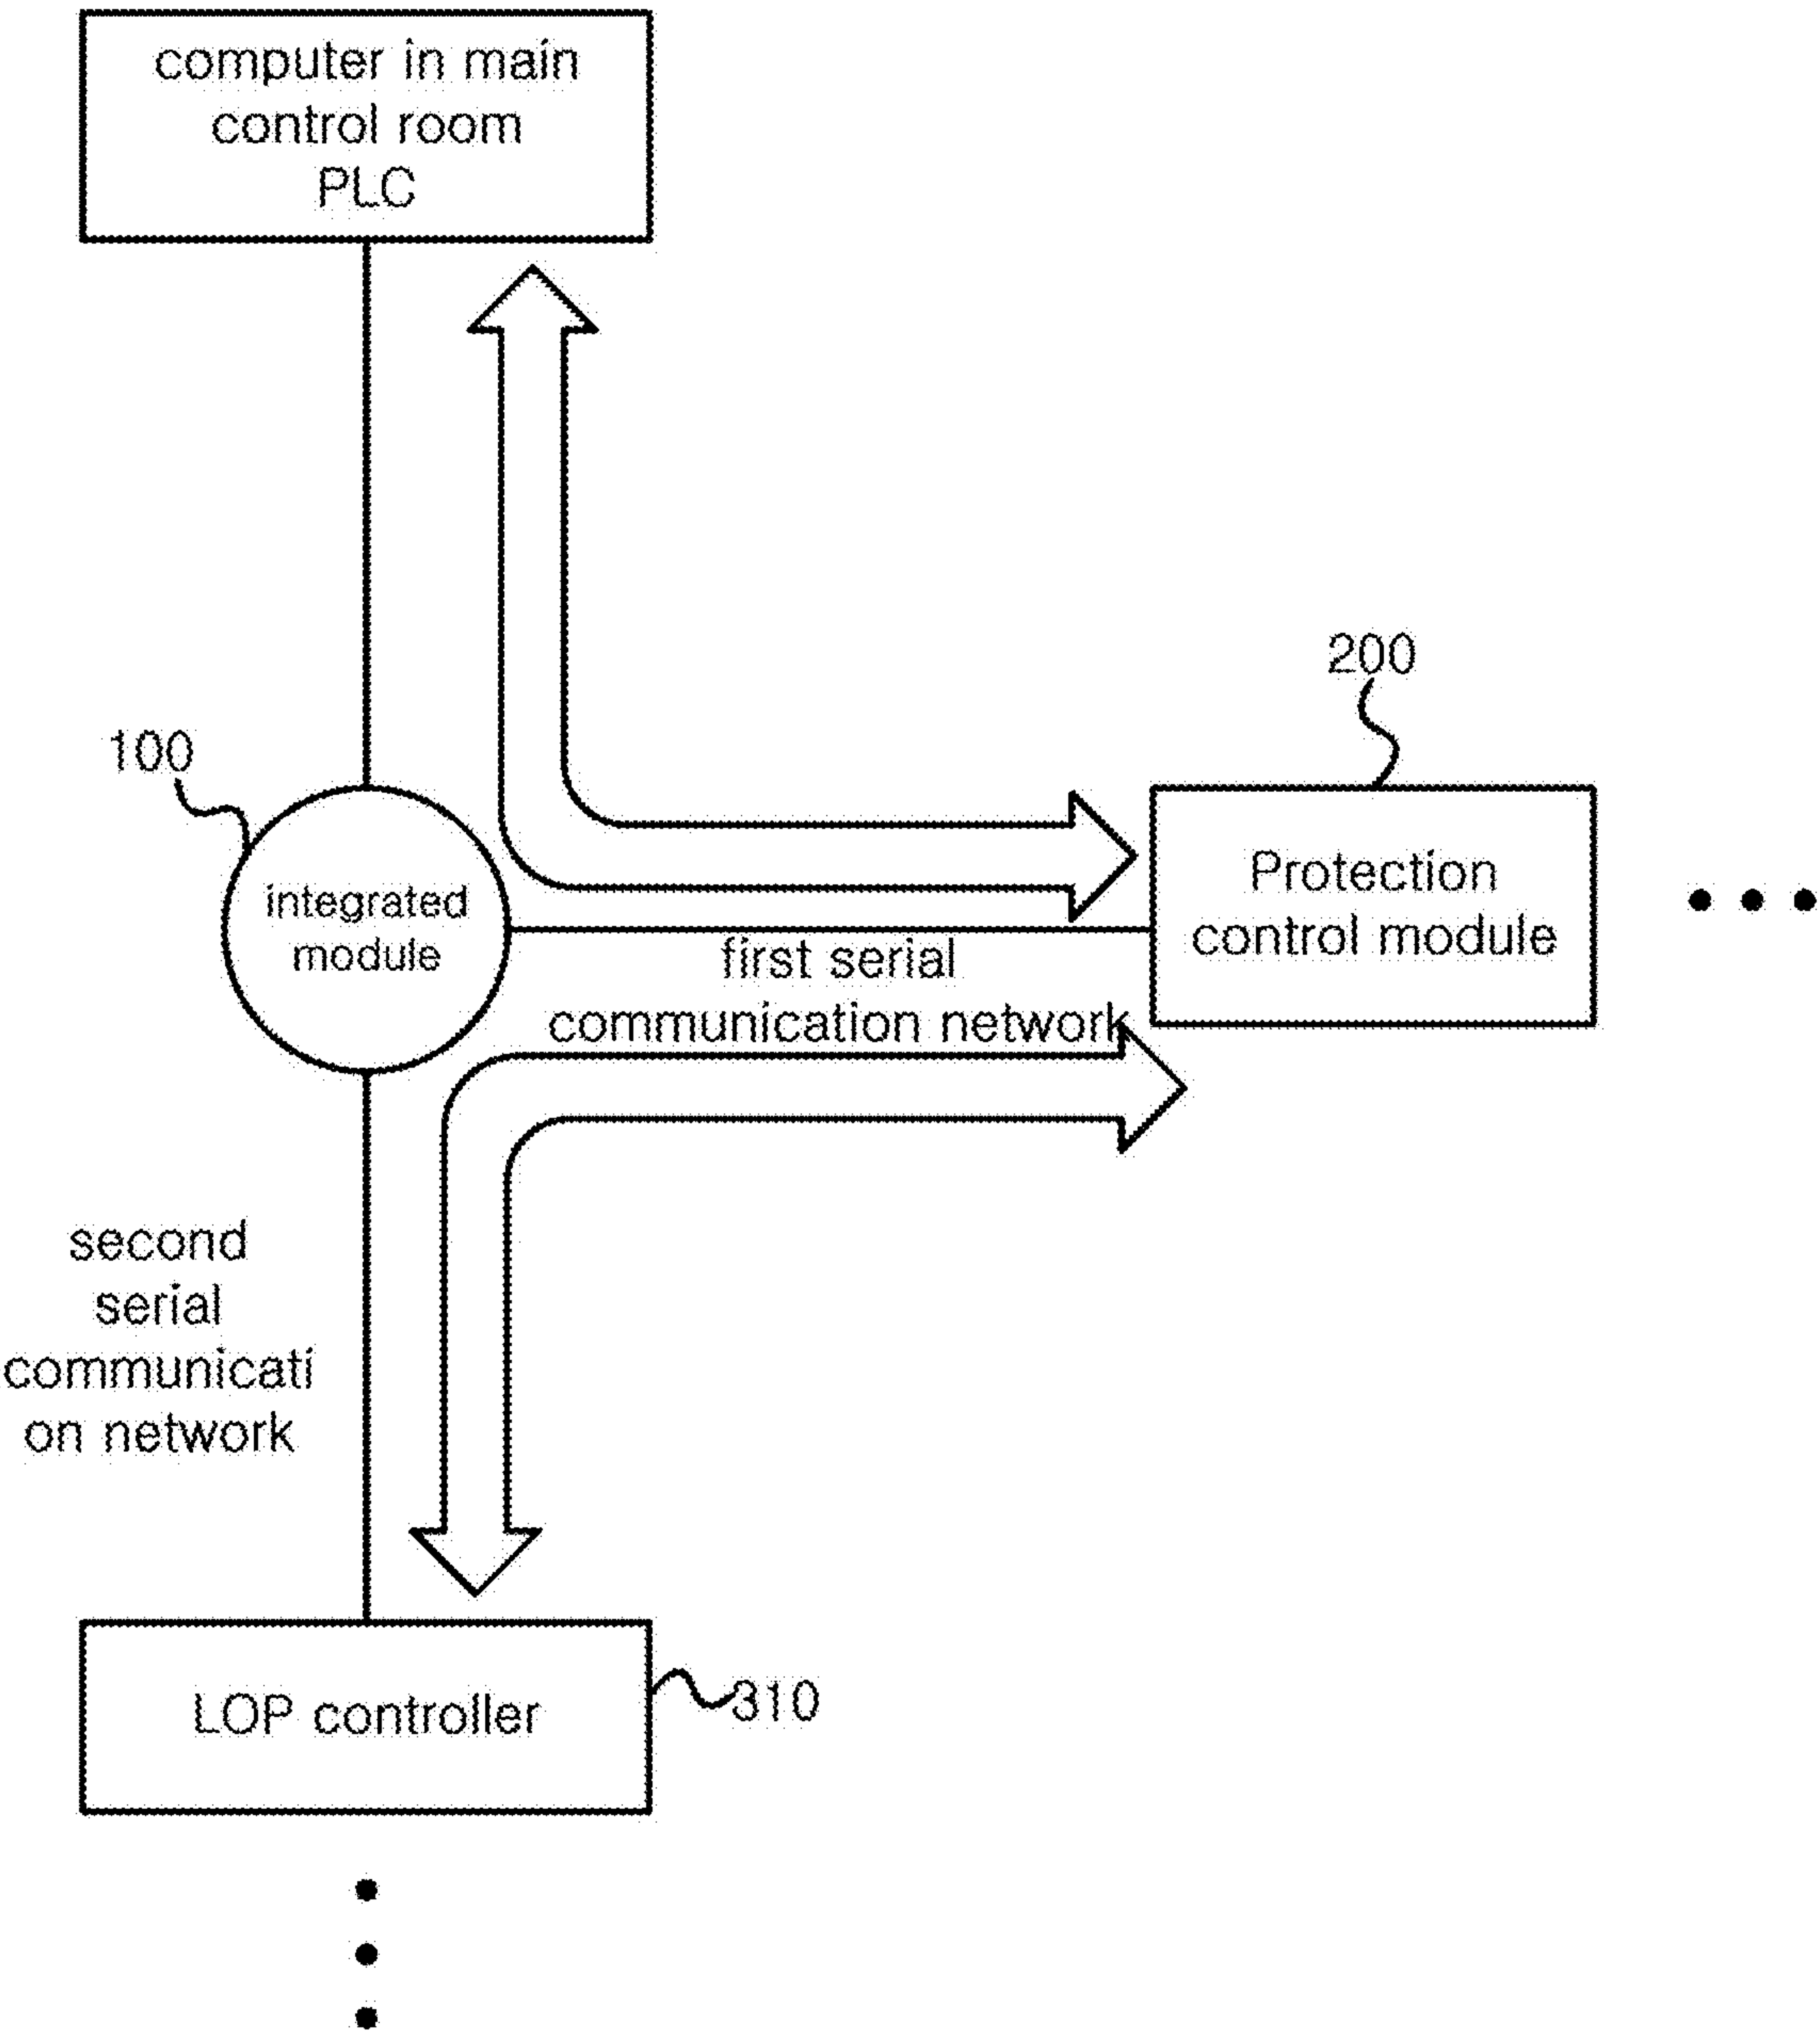 computer in main
control room
PLC
200
100
integrated
module
Protection
control module
first serial
communication network
second
serial
communicati
on network
LOP controller
310